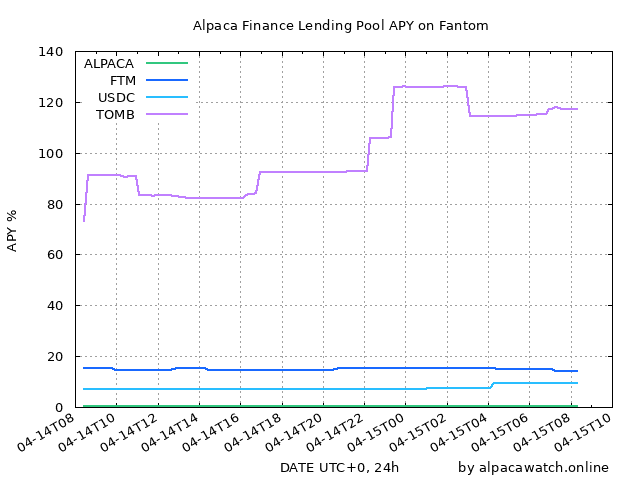 Alpaca Finance Lending Pool APY on Fantom
140
120
100
80
60
40
20
0
APY %
ALPACA
FTM
USDC
TOMB
04-14T08
04-14T10
04-14T12
04-14T14
04-14T16
04-14T18
04-14T20
04-14T22
04-15T00
04-15T02
04-15T04
04-15T06
04-15T08
04-15T10
DATE UTC+0, 24h
by alpacawatch.online